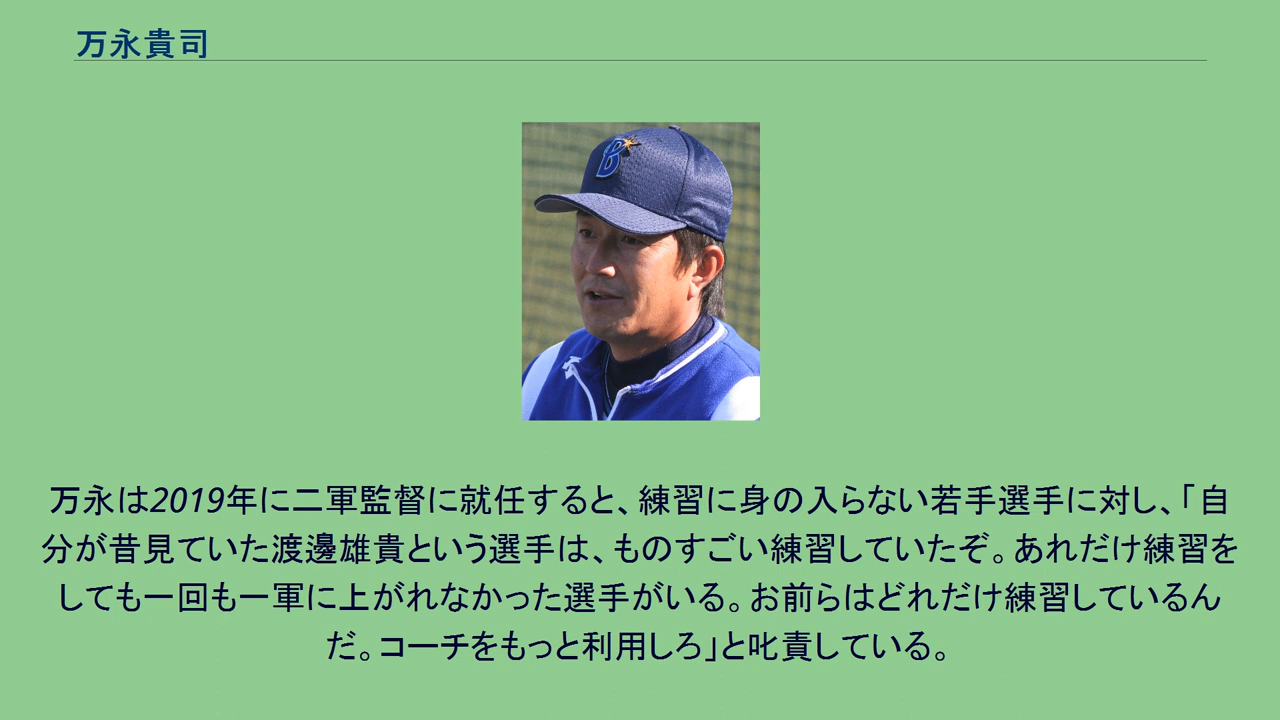 万永貴司
B
万永は2019年に二軍監督に就任すると、練習に身の入らない若手選手に対し、「自
分が昔見ていた渡邊雄貴という選手は、ものすごい練習していたぞ。あれだけ練習を
しても一回も一軍に上がれなかった選手がいる。お前らはどれだけ練習しているん
だ。コーチをもっと利用しろ」と叱責している。